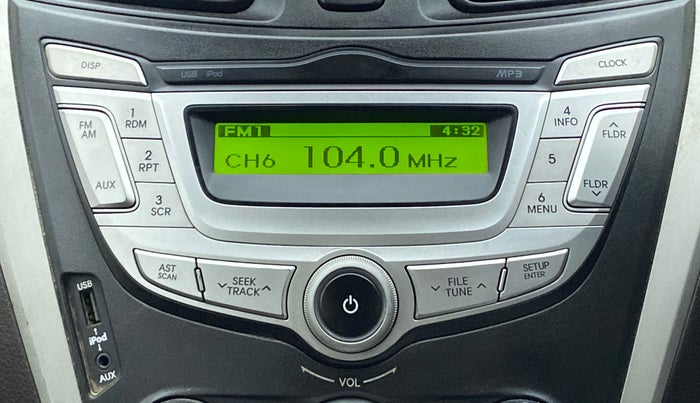 DISP
USB · iPod
MP3
CLOCK
FM
AM
AUX
1
RDM
2
RPT
3
SCR
FM1
4:32
CH6 104.0 MHz
4
INFO
5
6
MENU
FLDR
FLDR
AST
SCAN
SEEK
TRACK
FILE
TUNE
SETUP
ENTER
USB
iPod
AUX
VOL